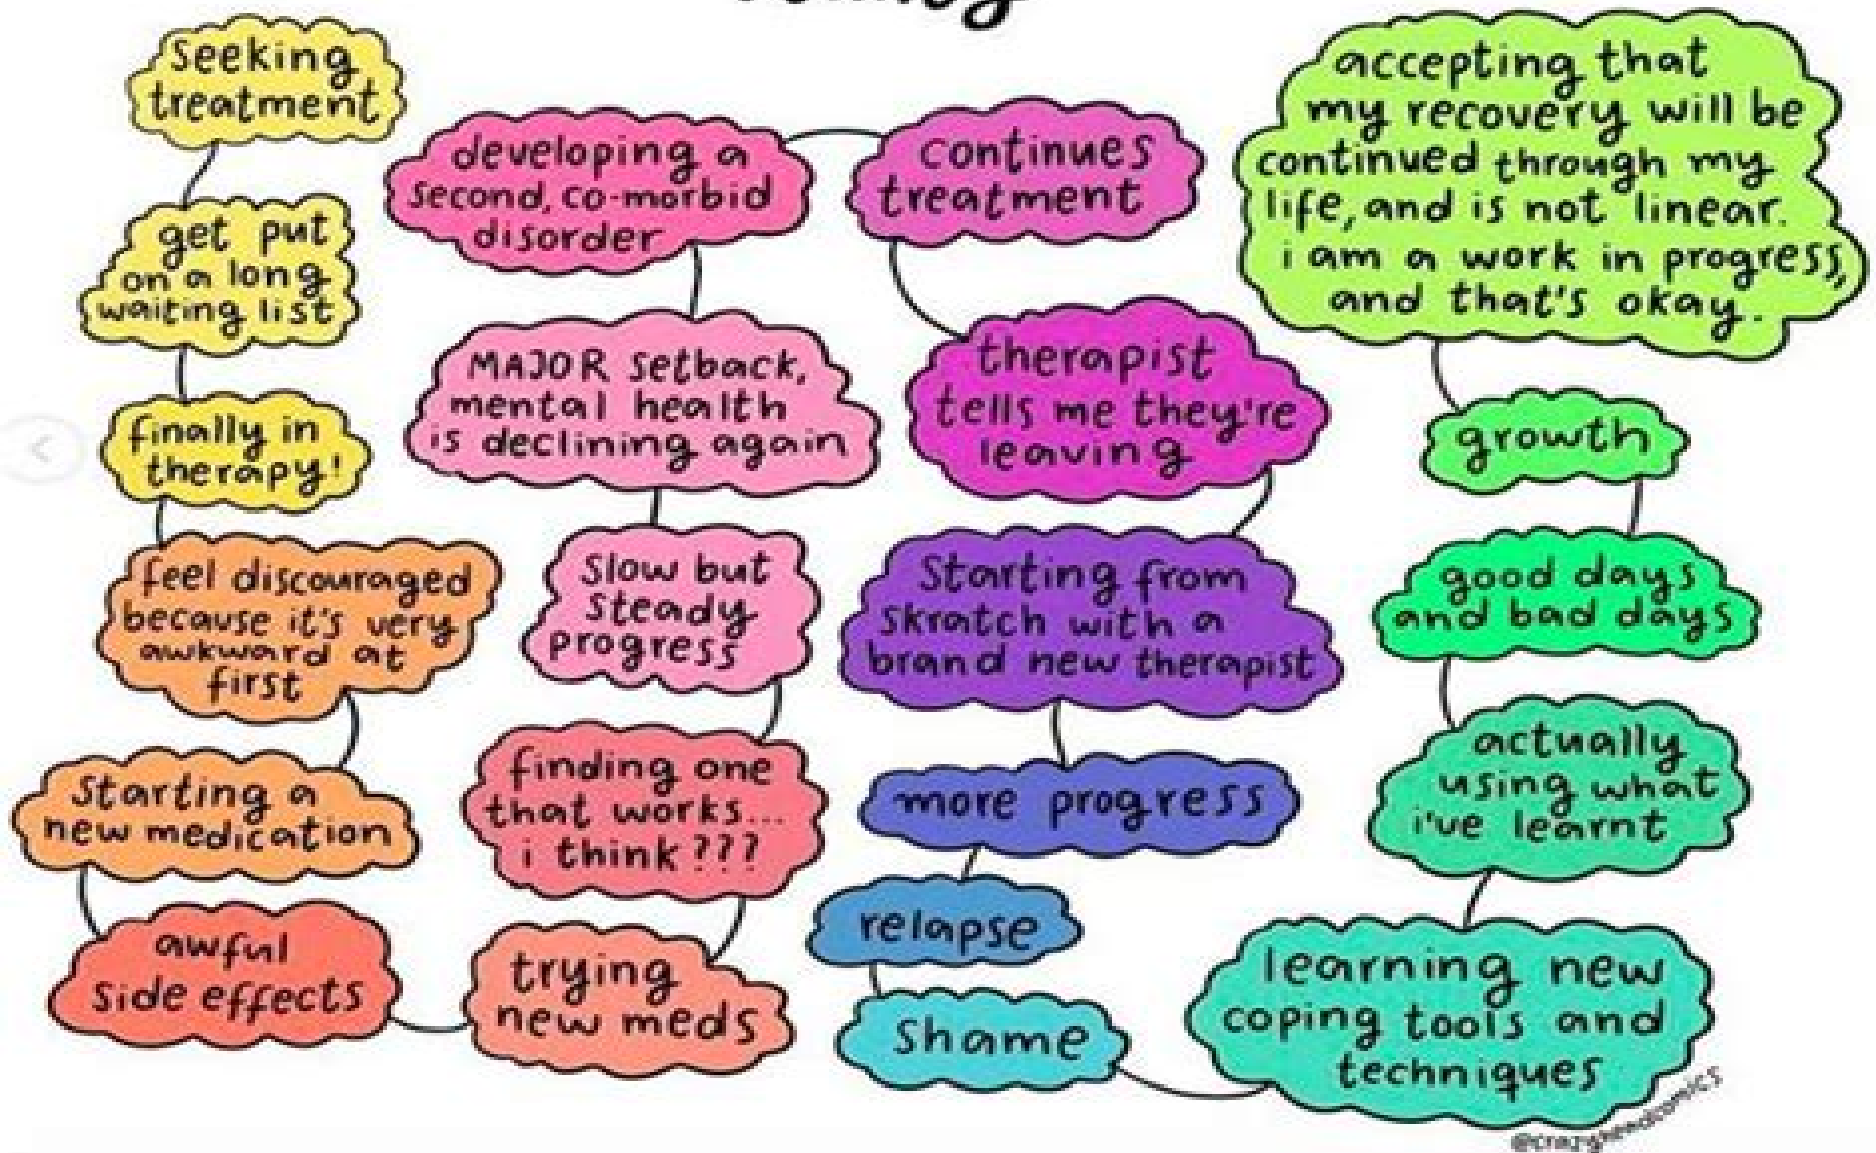 seeking
treatment
get put
on a long
waiting list
finally in
therapy!
feel discouraged
because it's very
awkward at
first
starting a
new medication
awful
side effects
trying
new meds
finding one
that works...
i think???
slow but
steady
progress
MAJOR setback,
mental health
is declining again
developing a
second, co-morbid
disorder
continues
treatment
therapist
tells me they're
leaving
starting from
skratch with a
brand new therapist
more progress
relapse
shame
learning new
coping tools and
techniques
actually
using what
i've learnt
good days
and bad days
growth
accepting that
my recovery will be
continued through my
life, and is not linear.
i am a work in progress,
and that's okay.
@crazyheadcomics